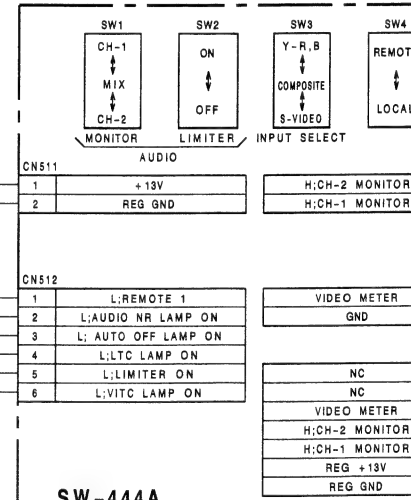 SW1 SW2 SW3 SW4
CH-1 ON Y-R,B REMOT
MIX COMPOSITE
CH-2 OFF S-VIDEO LOCAL
MONITOR LIMITER INPUT SELECT
AUDIO
CN511
1 +13V H;CH-2 MONITOR
2 REG GND H;CH-1 MONITOR
CN512
1 L;REMOTE 1 VIDEO METER
2 L;AUDIO NR LAMP ON GND
3 L; AUTO OFF LAMP ON
4 L;LTC LAMP ON
5 L;LIMITER ON NC
6 L;VITC LAMP ON NC
VIDEO METER
H;CH-2 MONITOR
H;CH-1 MONITOR
REG +13V
REG GND
SW-444A